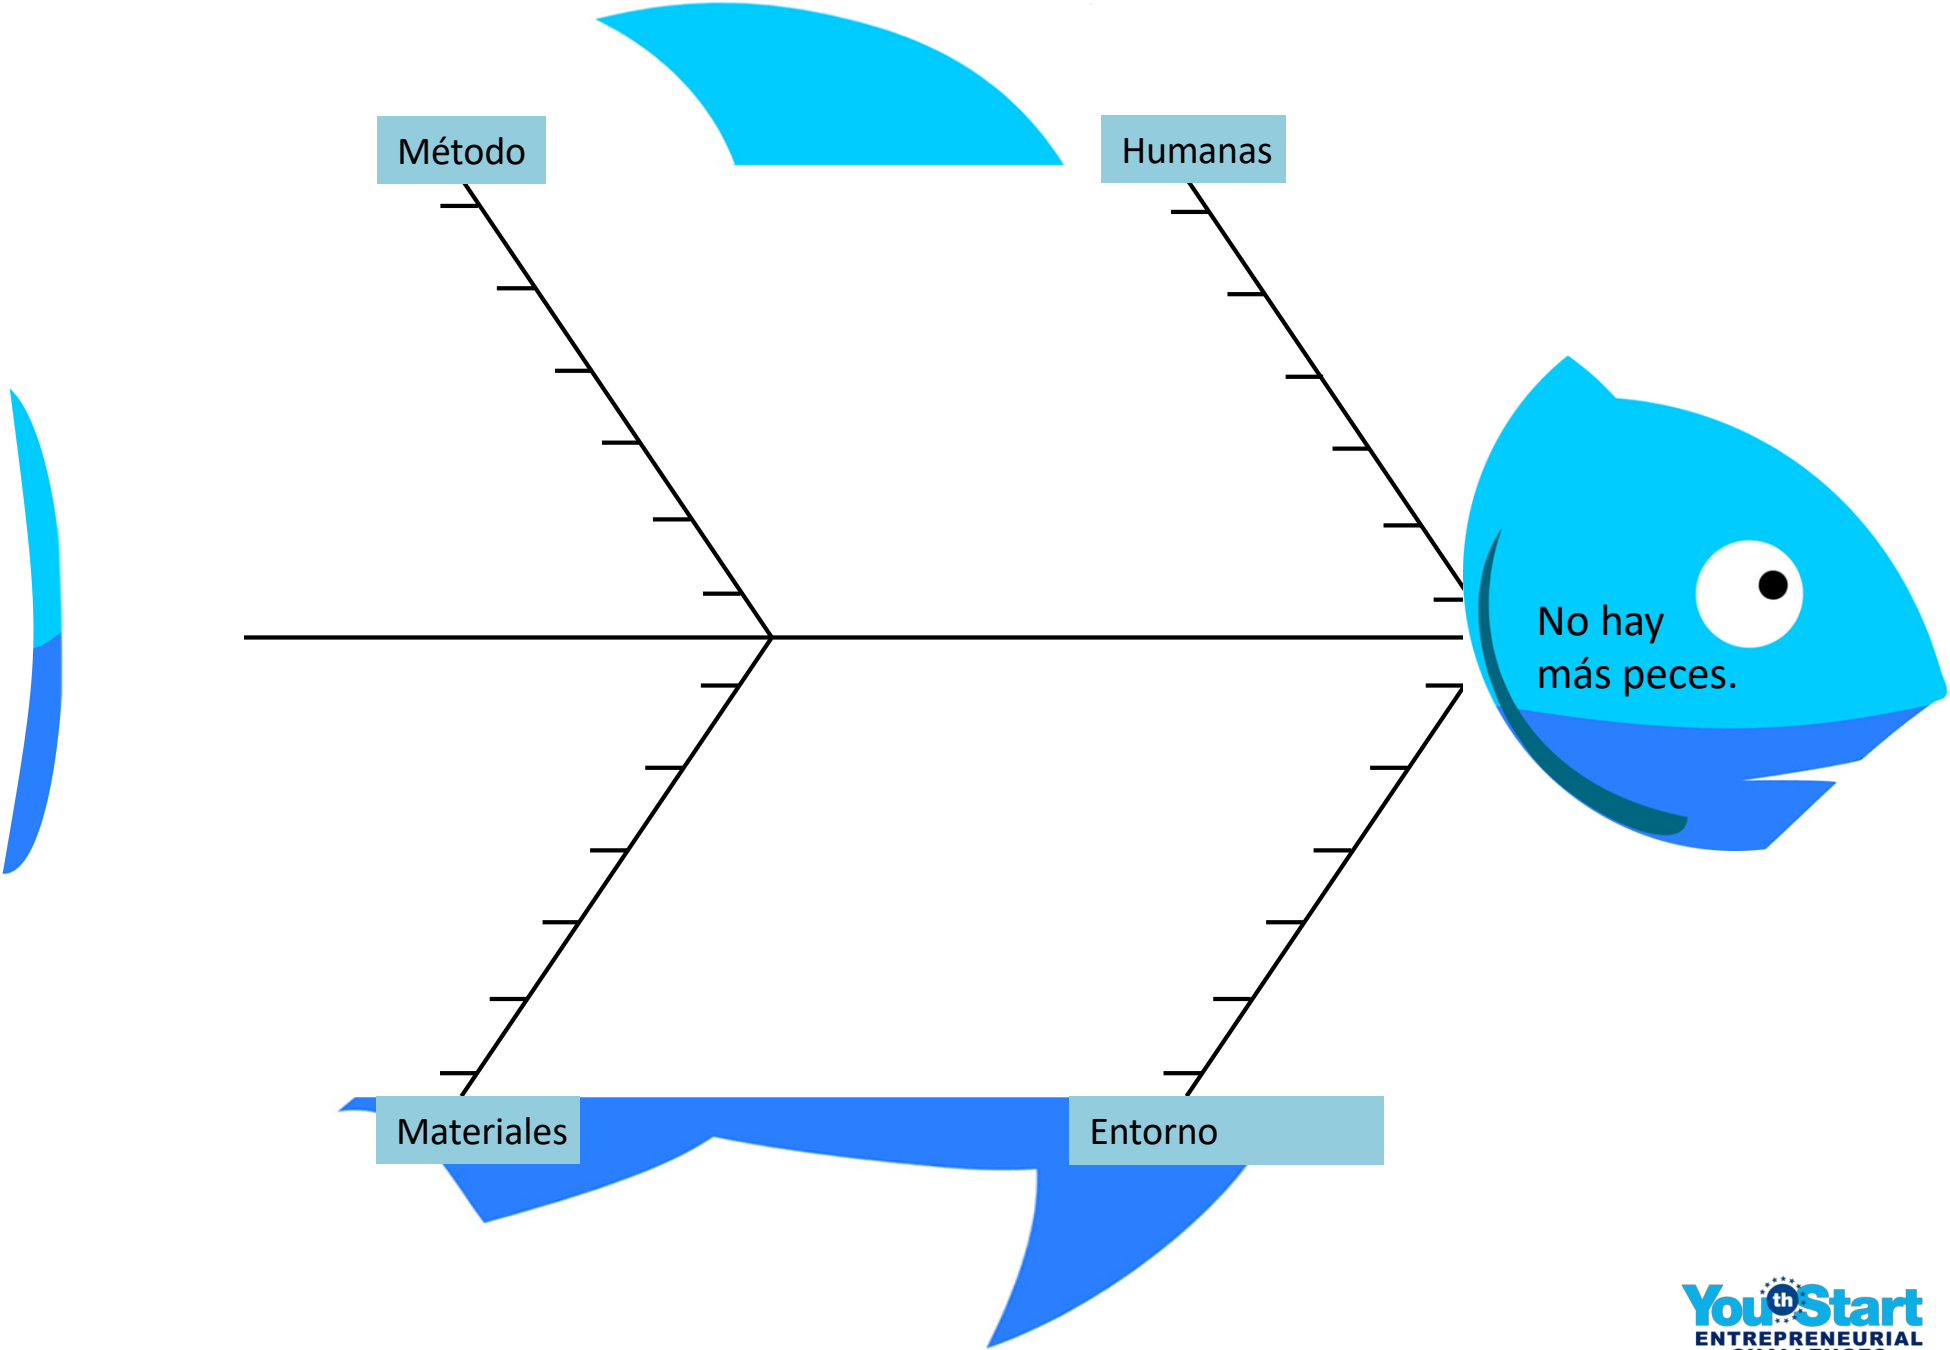 Método
Humanas
No hay
más peces.
Materiales
Entorno
YouthStart
ENTREPRENEURIAL